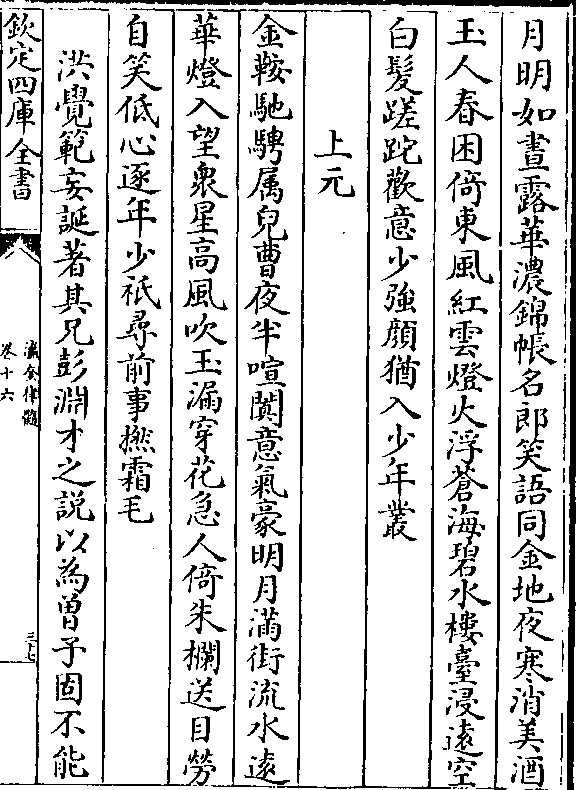 月明如晝露華濃錦帳名郎笑語同金地夜寒消美酒
玉人春困倚東風紅雲燈火浮蒼海碧水樓臺浸遠空
白髮蹉跎歡意少強顏猶入少年叢
上元
金鞍馳騁属兒曹夜半喧闐意氣豪明月滿街流水遠
華燈入望衆星高風吹玉漏穿花急人倚朱欄送目勞
自笑低心逐年少祇尋前事撚霜毛
洪覺範妄誕著其兄彭淵才之説以為曾子固不能
欽定四庫全書
瀛奎律髓
卷十六
三十七